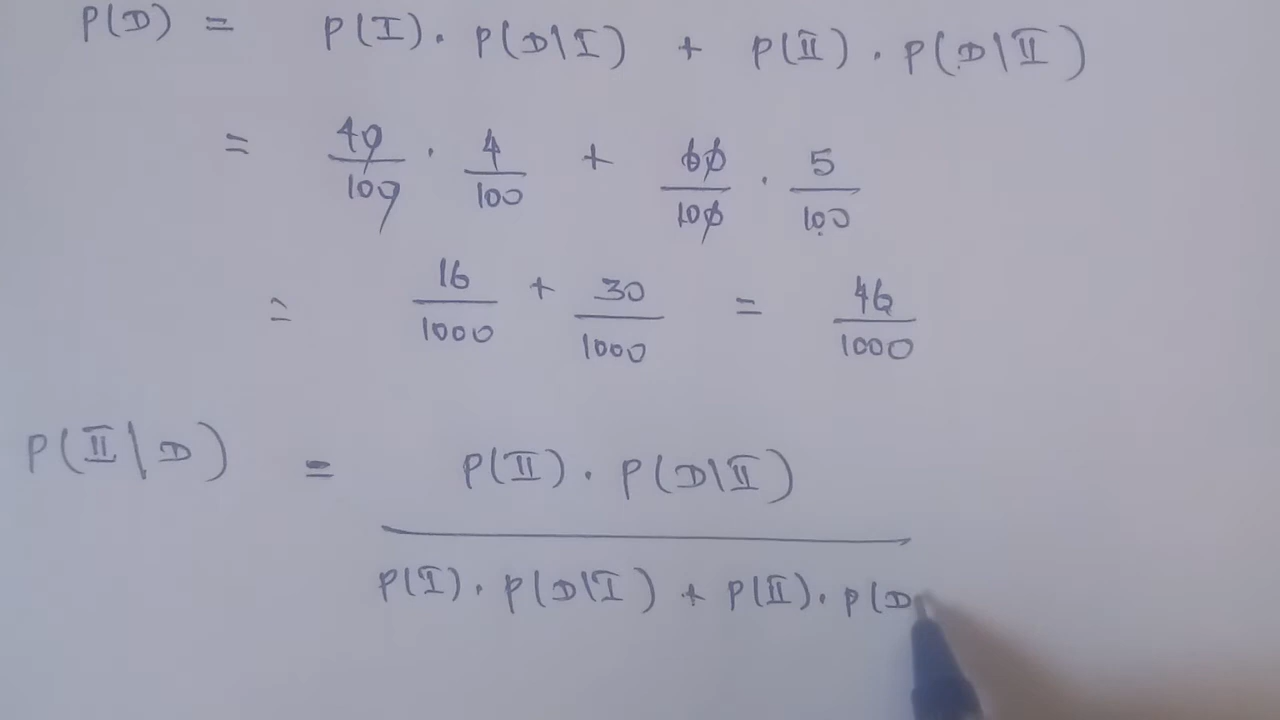 P(D) = P(I) . P(D\I) + P(II) . P(D\II)
= 40/100 . 4/100 + 60/100 . 5/100
= 16/1000 + 30/1000 = 46/1000
P(II\D) = P(II) . P(D\II)
P(I) . P(D\I) + P(II) . P(D